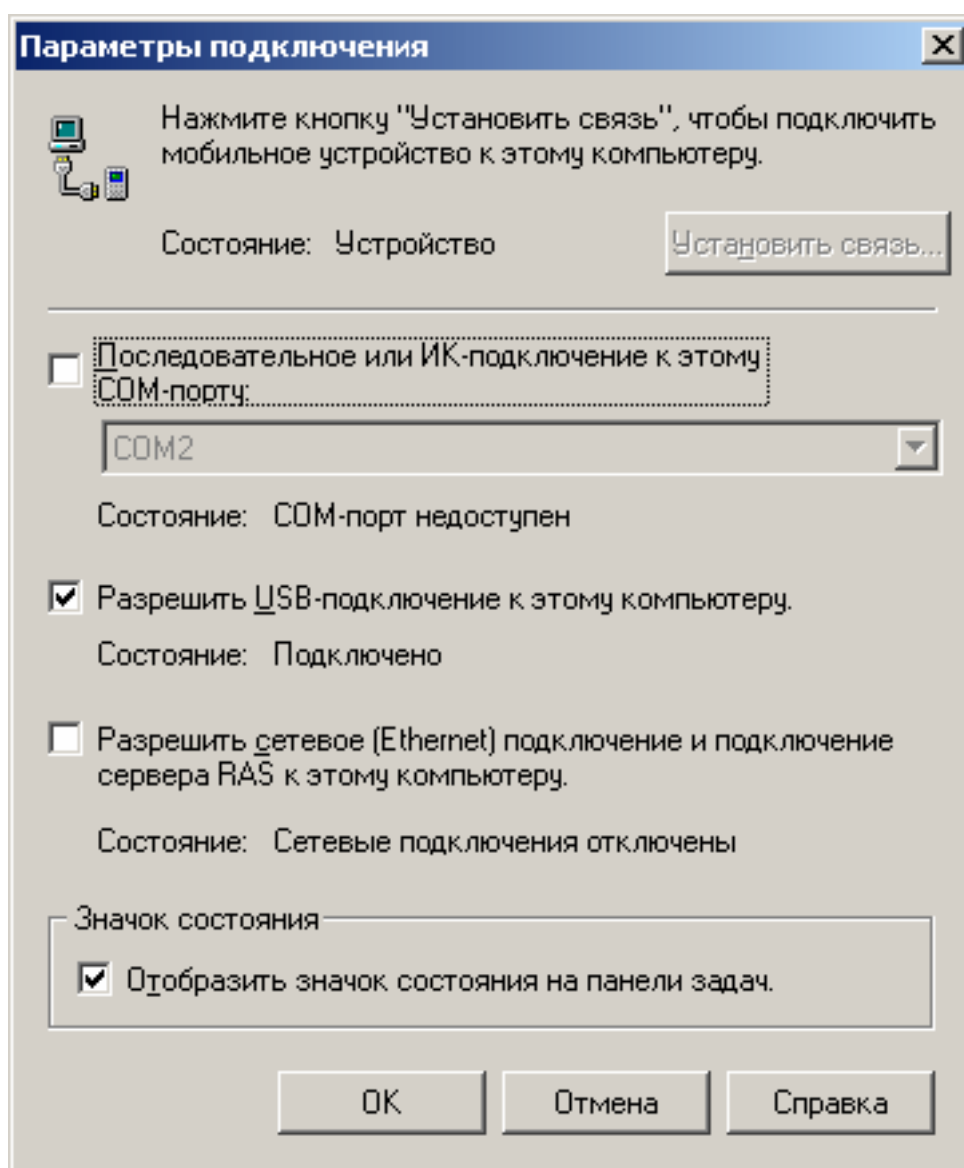 Параметры подключения
Нажмите кнопку "Установить связь", чтобы подключить
мобильное устройство к этому компьютеру.
Состояние: Устройство
Установить связь...
Последовательное или ИК-подключение к этому
COM-порту:
COM2
Состояние: COM-порт недоступен
Разрешить USB-подключение к этому компьютеру.
Состояние: Подключено
Разрешить сетевое (Ethernet) подключение и подключение
сервера RAS к этому компьютеру.
Состояние: Сетевые подключения отключены
Значок состояния
Отобразить значок состояния на панели задач.
OK
Отмена
Справка